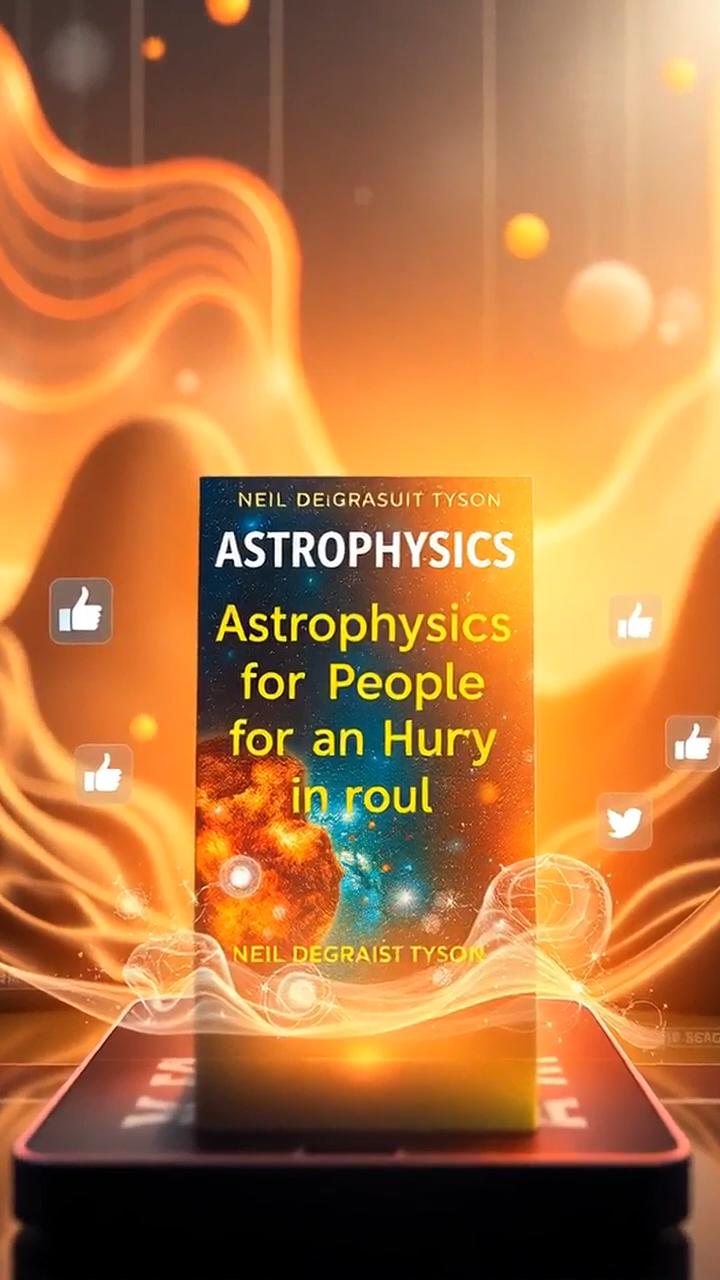 NEIL DEiGRASUIT TYSON
ASTROPHYSICS
Astrophysics
for People
for an Hury
in roul
NEIL DEGRAIST TYSON